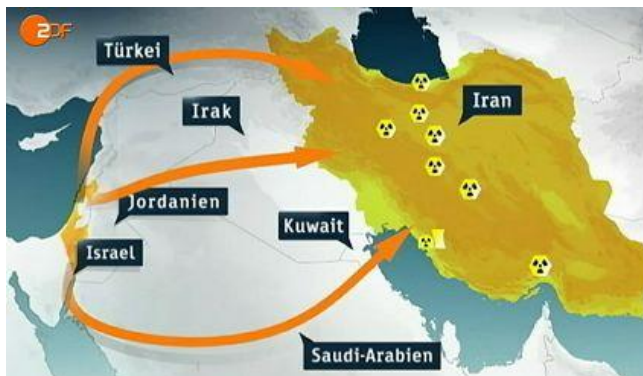 ZDF
Türkei
Irak
Iran
Jordanien
Kuwait
Israel
Saudi-Arabien